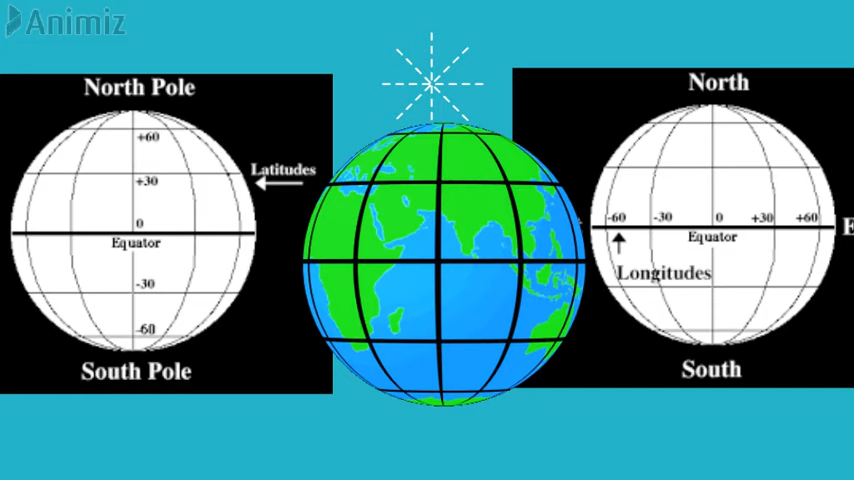 Animiz
North Pole
+60
Latitudes
+30
0
Equator
-30
-60
South Pole
North
-60 -30 0 +30 +60
E
Equator
Longitudes
South